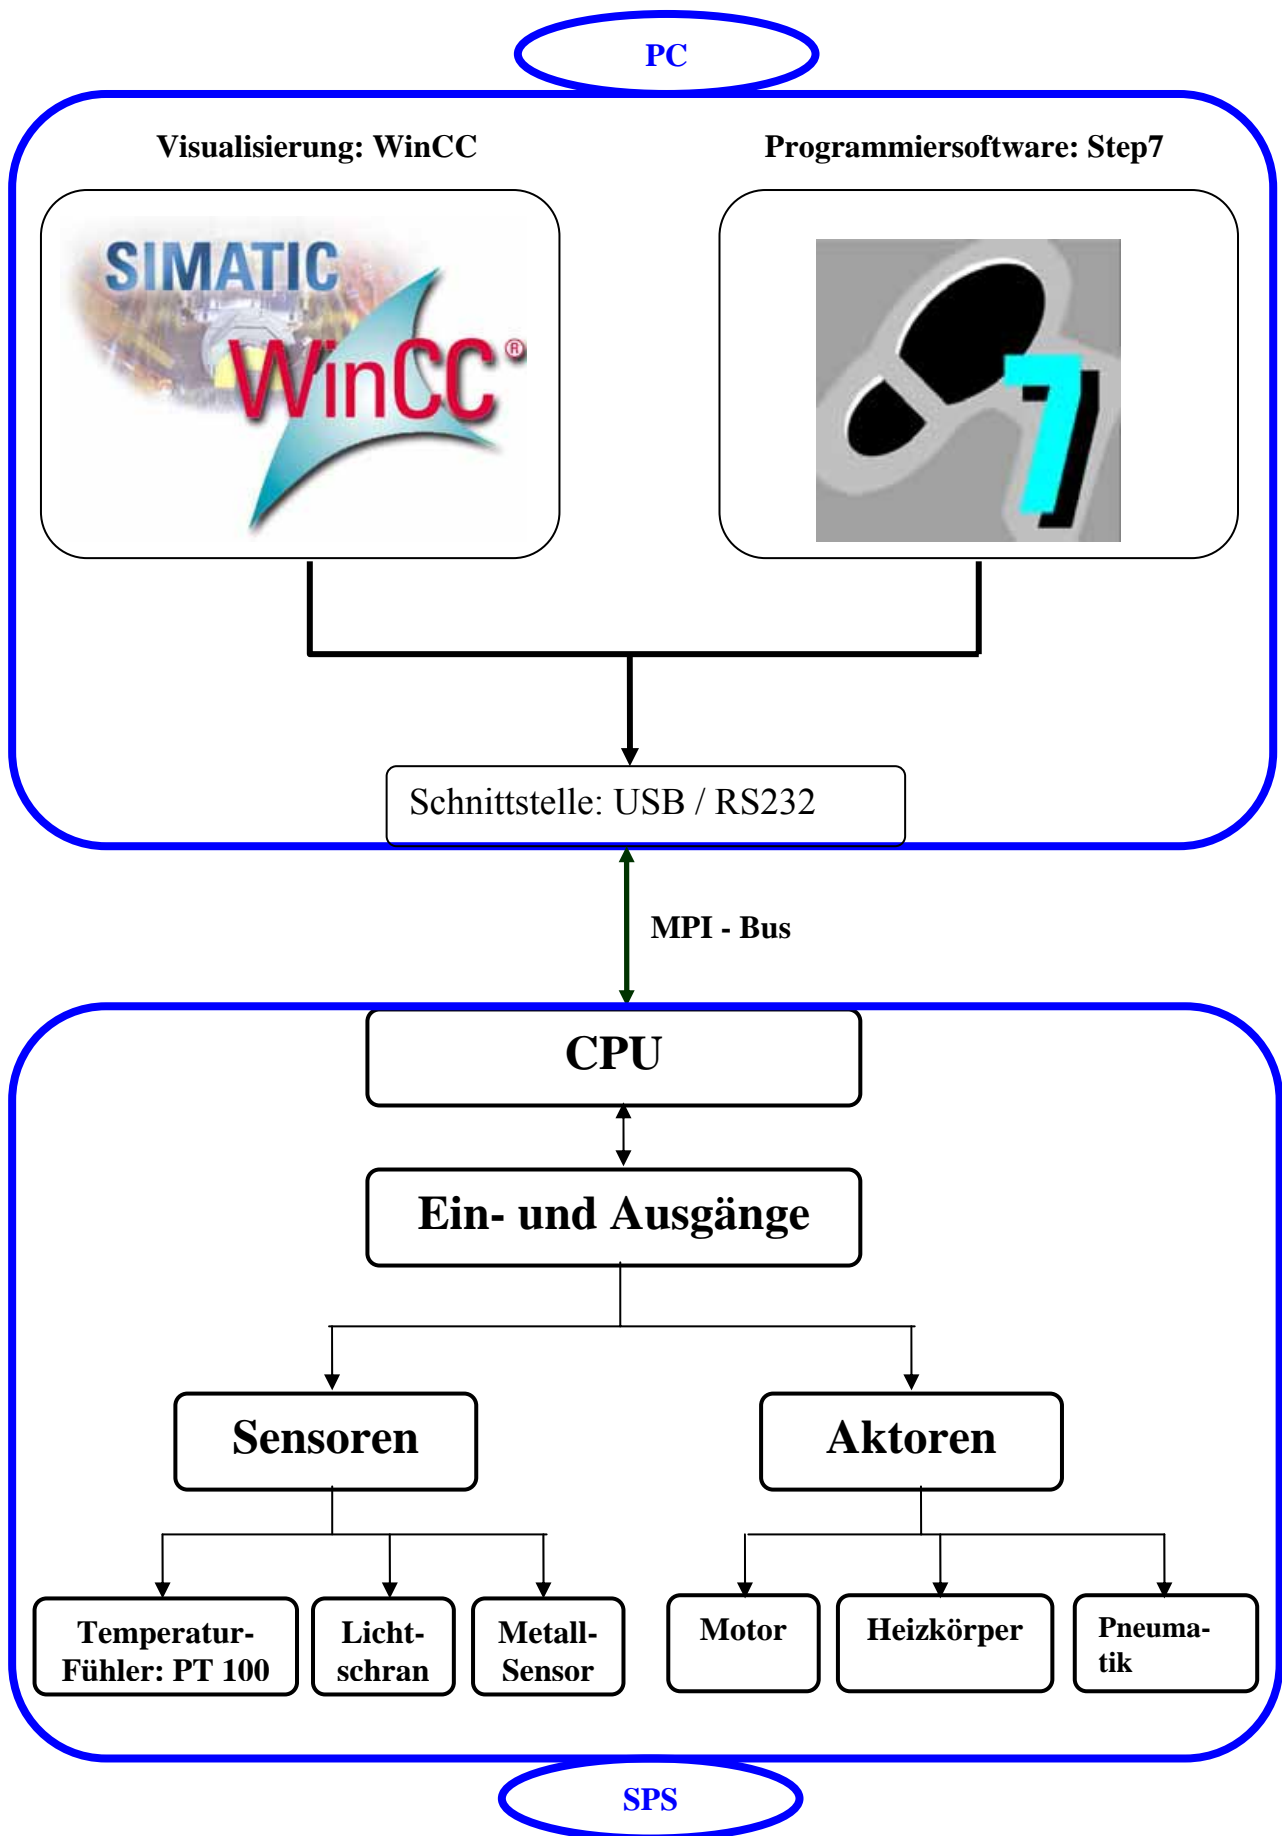 PC
Visualisierung: WinCC
Programmiersoftware: Step7
SIMATIC
WinCC®
7
Schnittstelle: USB / RS232
MPI - Bus
CPU
Ein- und Ausgänge
Sensoren
Aktoren
Temperatur-
Fühler: PT 100
Licht-
schran
Metall-
Sensor
Motor
Heizkörper
Pneuma-
tik
SPS